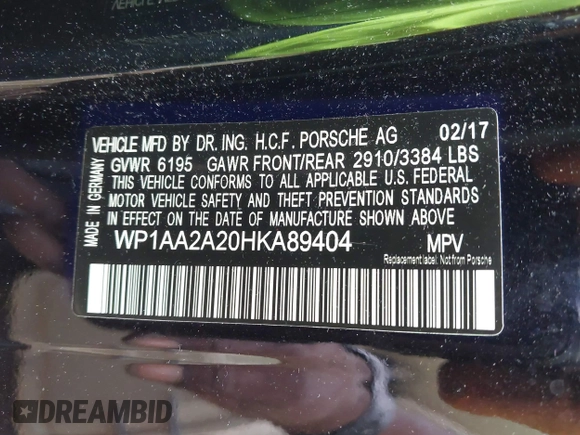 VEHICLE MFD BY DR. ING. H.C.F. PORSCHE AG 02/17
GVWR 6195 GAWR FRONT/REAR 2910/3384 LBS
THIS VEHICLE CONFORMS TO ALL APPLICABLE U.S. FEDERAL
MOTOR VEHICLE SAFETY AND THEFT PREVENTION STANDARDS
IN EFFECT ON THE DATE OF MANUFACTURE SHOWN ABOVE
MADE IN GERMANY
WP1AA2A20HKA89404 MPV
Replacement label: Not from Porsche
DREAMBID